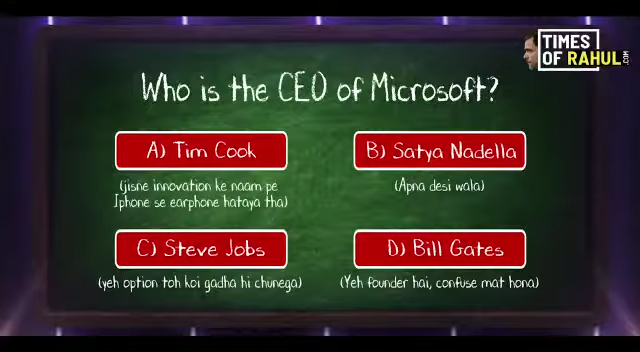 TIMES
OF RAHUL.COM
Who is the CEO of Microsoft?
A) Tim Cook
(jisne innovation ke naam pe
Iphone se earphone hataya tha)
B) Satya Nadella
(Apna desi wala)
C) Steve Jobs
(yeh option toh koi gadha hi chunega)
D) Bill Gates
(Yeh founder hai, confuse mat hona)